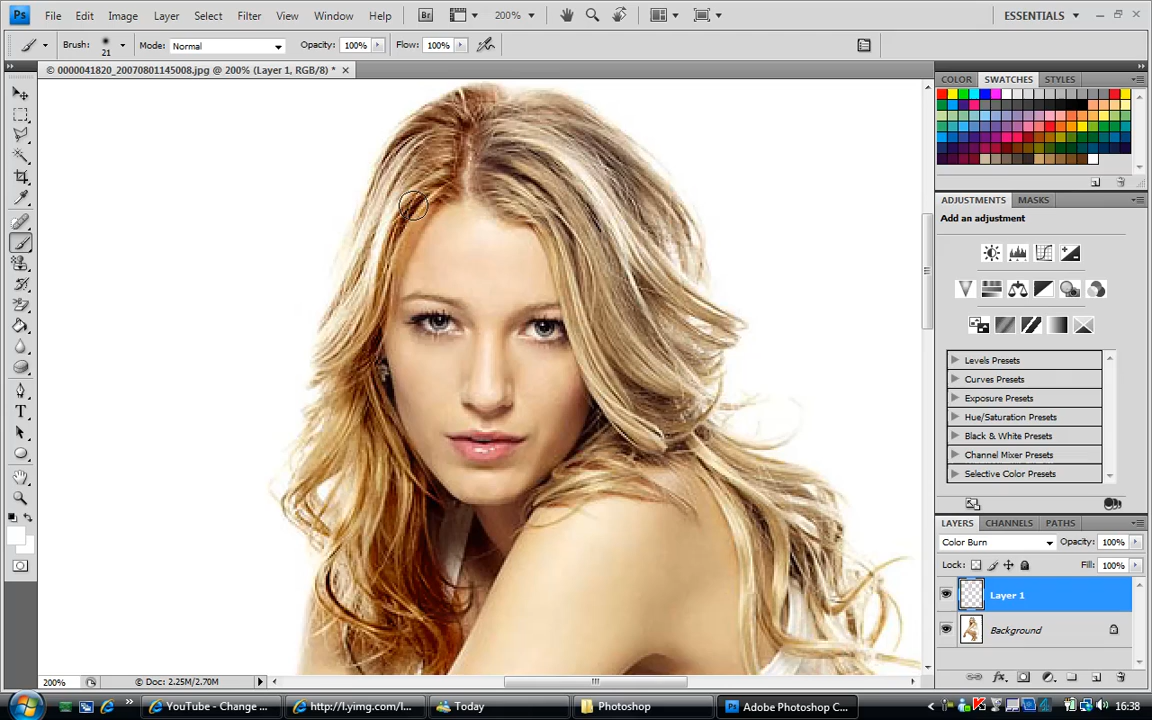 Ps File Edit Image Layer Select Filter View Window Help Br 200% ESSENTIALS
Brush: 21 Mode: Normal Opacity: 100% Flow: 100%
© 0000041820_20070801145008.jpg @ 200% (Layer 1, RGB/8) *
COLOR SWATCHES STYLES
ADJUSTMENTS MASKS
Add an adjustment
Levels Presets
Curves Presets
Exposure Presets
Hue/Saturation Presets
Black & White Presets
Channel Mixer Presets
Selective Color Presets
LAYERS CHANNELS PATHS
Color Burn Opacity: 100%
Lock: Fill: 100%
Layer 1
Background
200% Doc: 2.25M/2.70M
YouTube - Change ... http://l.yimg.com/l... Today Photoshop Ps Adobe Photoshop C... 16:38